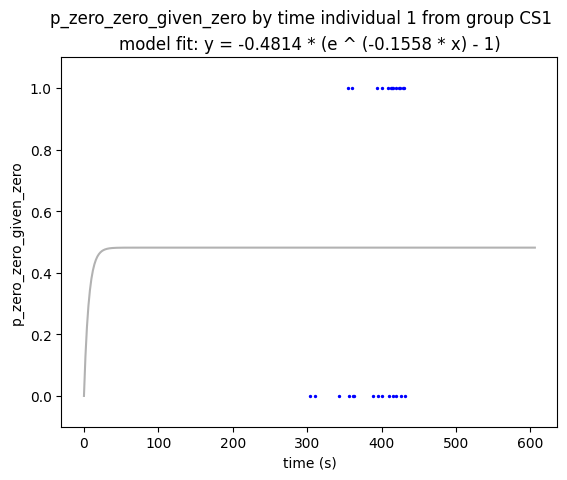 p_zero_zero_given_zero by time individual 1 from group CS1
model fit: y = -0.4814 * (e ^ (-0.1558 * x) - 1)
1.0
0.8
0.6
0.4
0.2
0.0
p_zero_zero_given_zero
0 100 200 300 400 500 600
time (s)